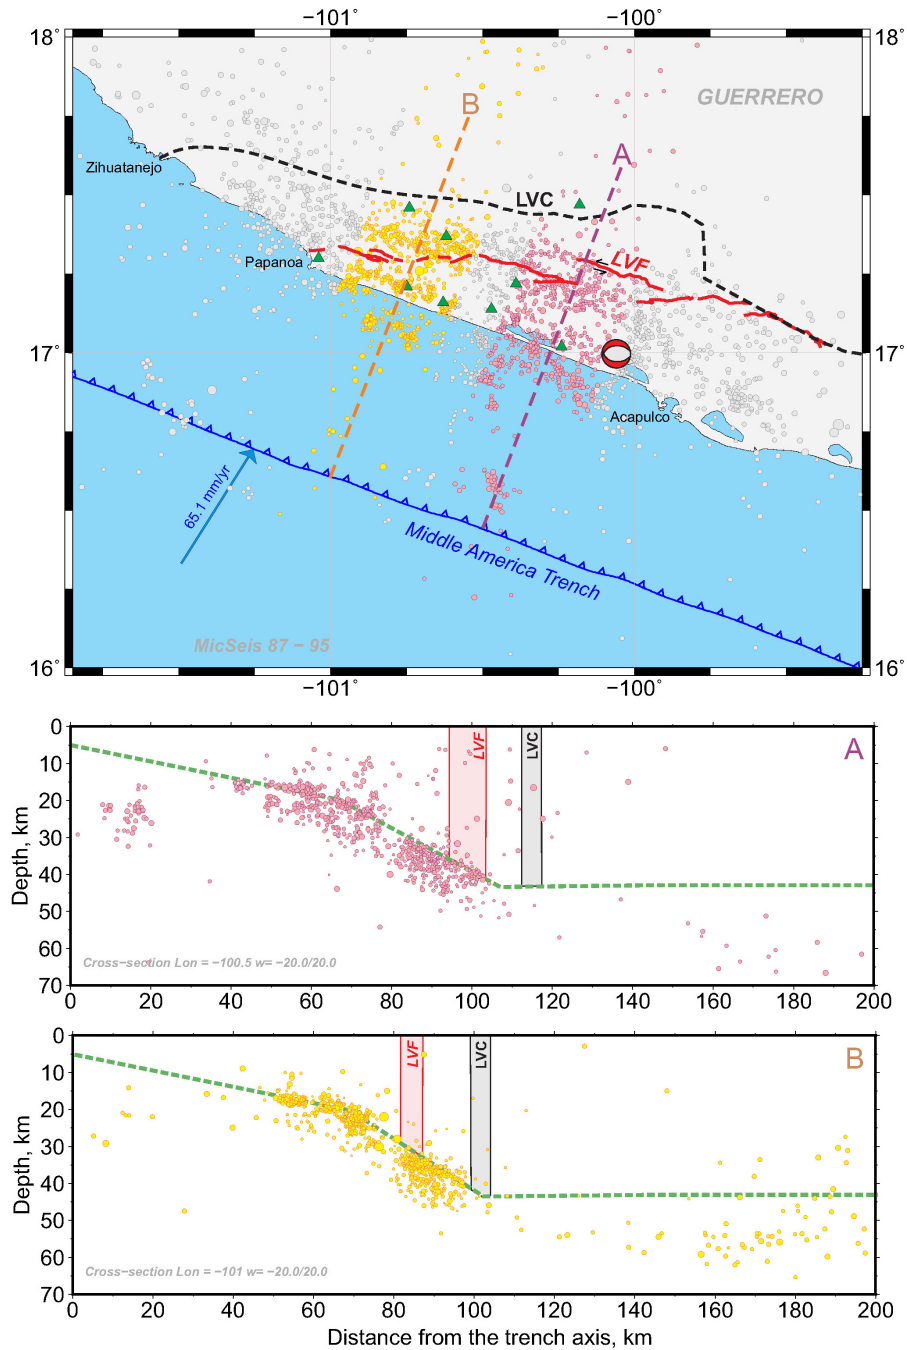 −101° −100°
18° 18°
B
GUERRERO
A
Zihuatanejo
LVC
Papanoa
LVF
17° 17°
Acapulco
65.1 mm/yr
Middle America Trench
MicSeis 87 − 95
16° 16°
−101° −100°
0
10
20
30
40
50
60
70
Depth, km
LVF
LVC
A
Cross−section Lon = −100.5 w= −20.0/20.0
0 20 40 60 80 100 120 140 160 180 200
0
10
20
30
40
50
60
70
Depth, km
LVF
LVC
B
Cross−section Lon = −101 w= −20.0/20.0
0 20 40 60 80 100 120 140 160 180 200
Distance from the trench axis, km